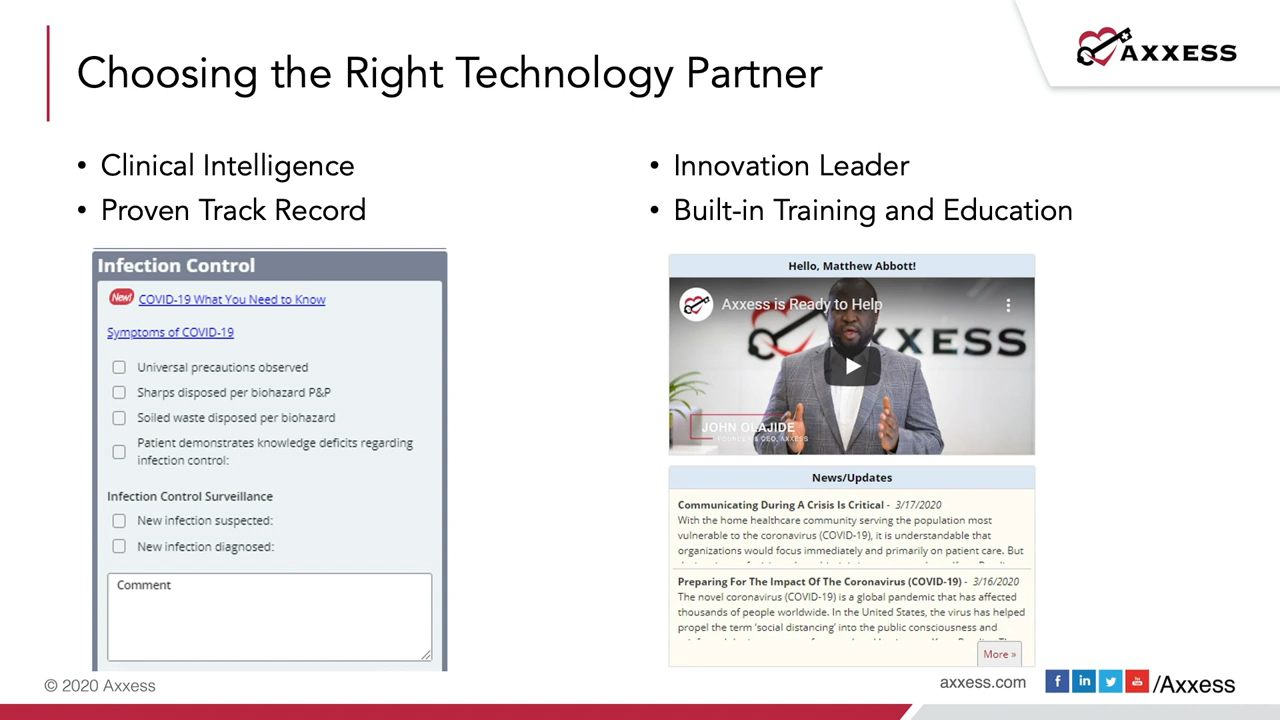 Choosing the Right Technology Partner
AXXESS
• Clinical Intelligence
• Proven Track Record
• Innovation Leader
• Built-in Training and Education
Infection Control
New! COVID-19 What You Need to Know
Symptoms of COVID-19
Universal precautions observed
Sharps disposed per biohazard P&P
Soiled waste disposed per biohazard
Patient demonstrates knowledge deficits regarding
infection control:
Infection Control Surveillance
New infection suspected:
New infection diagnosed:
Comment
Hello, Matthew Abbott!
Axxess is Ready to Help
XESS
JOHN OLAJIDE
FOUNDER & CEO, AXXESS
News/Updates
Communicating During A Crisis Is Critical - 3/17/2020
With the home healthcare community serving the population most
vulnerable to the coronavirus (COVID-19), it is understandable that
organizations would focus immediately and primarily on patient care. But
Preparing For The Impact Of The Coronavirus (COVID-19) - 3/16/2020
The novel coronavirus (COVID-19) is a global pandemic that has affected
thousands of people worldwide. In the United States, the virus has helped
propel the term ‘social distancing’ into the public consciousness and
More »
© 2020 Axxess
axxess.com
f in You Tube /Axxess